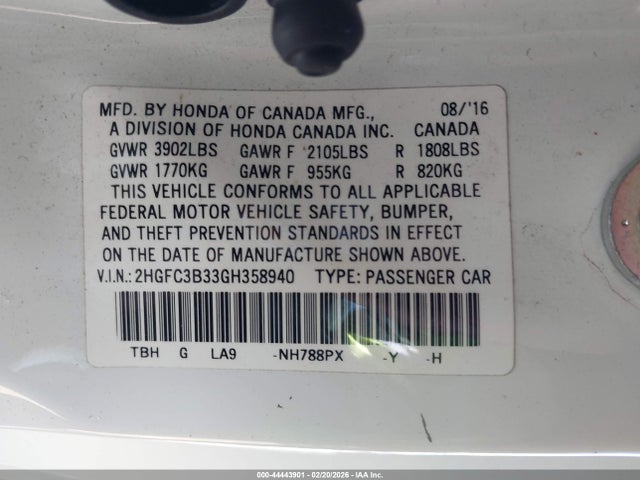 MFD. BY HONDA OF CANADA MFG., 08/'16
A DIVISION OF HONDA CANADA INC. CANADA
GVWR 3902LBS GAWR F 2105LBS R 1808LBS
GVWR 1770KG GAWR F 955KG R 820KG
THIS VEHICLE CONFORMS TO ALL APPLICABLE
FEDERAL MOTOR VEHICLE SAFETY, BUMPER,
AND THEFT PREVENTION STANDARDS IN EFFECT
ON THE DATE OF MANUFACTURE SHOWN ABOVE.
V.I.N.: 2HGFC3B33GH358940 TYPE: PASSENGER CAR
TBH G LA9 -NH788PX -Y -H
000-44443901 - 02/20/2026 - IAA Inc.